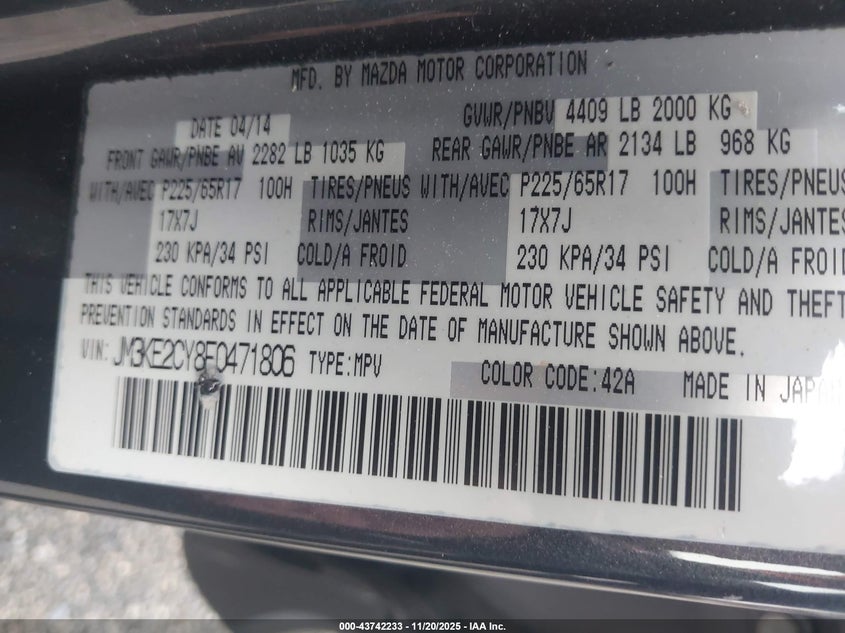 MFD. BY MAZDA MOTOR CORPORATION
DATE 04/14 GVWR/PNBV 4409 LB 2000 KG
FRONT GAWR/PNBE AV 2282 LB 1035 KG REAR GAWR/PNBE AR 2134 LB 968 KG
WITH/AVEC P225/65R17 100H TIRES/PNEUS WITH/AVEC P225/65R17 100H TIRES/PNEUS
17X7J RIMS/JANTES 17X7J RIMS/JANTES
230 KPA/34 PSI COLD/A FROID 230 KPA/34 PSI COLD/A FROID
THIS VEHICLE CONFORMS TO ALL APPLICABLE FEDERAL MOTOR VEHICLE SAFETY AND THEFT
PREVENTION STANDARDS IN EFFECT ON THE DATE OF MANUFACTURE SHOWN ABOVE.
VIN: JM3KE2CY8E0471806 TYPE:MPV COLOR CODE:42A MADE IN JAPAN
000-43742233 - 11/20/2025 - IAA Inc.